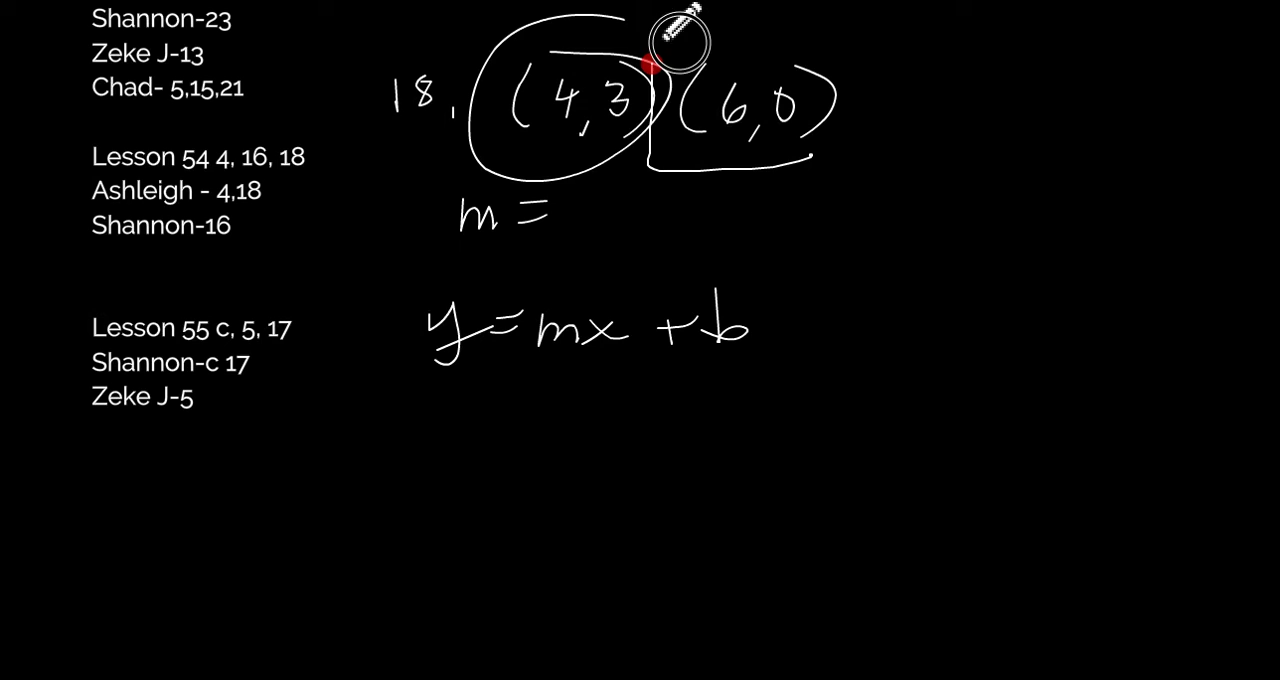 Shannon-23
Zeke J-13
Chad- 5,15,21
Lesson 54 4, 16, 18
Ashleigh - 4,18
Shannon-16
Lesson 55 c, 5, 17
Shannon-c 17
Zeke J-5
18. (4,3) (6,0)
m =
y = mx + b